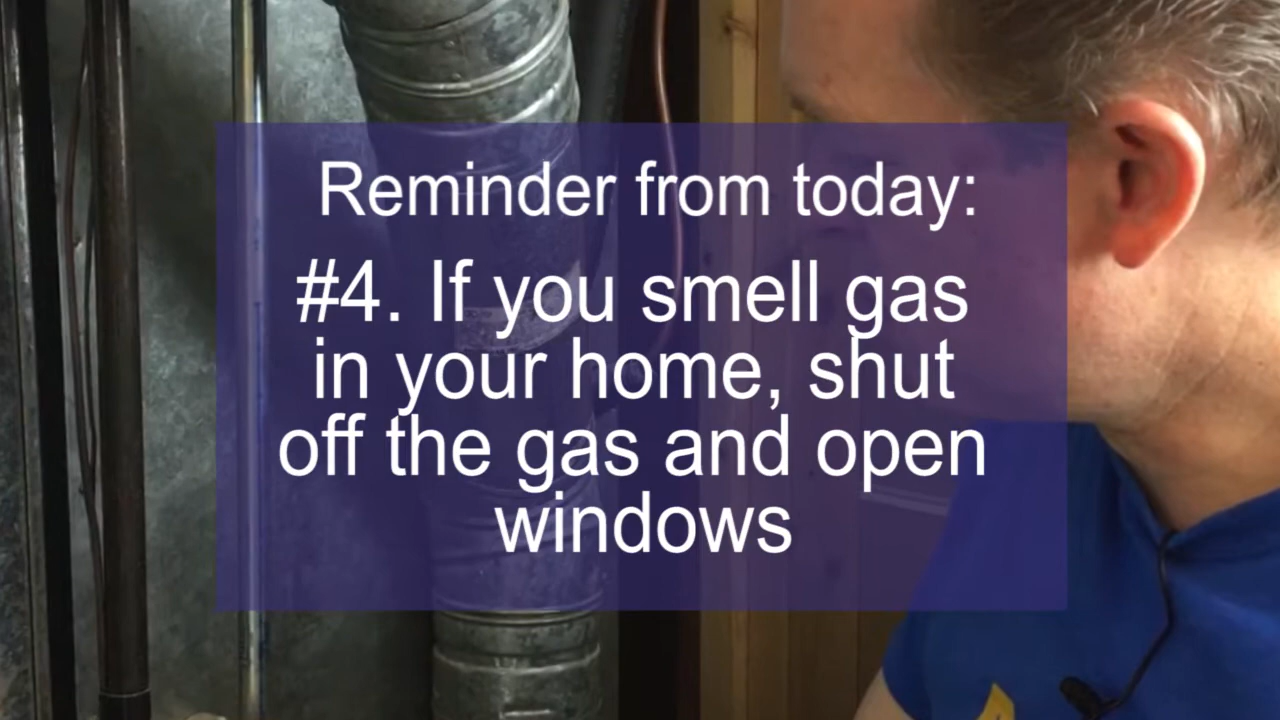 Reminder from today:
#4. If you smell gas
in your home, shut
off the gas and open
windows